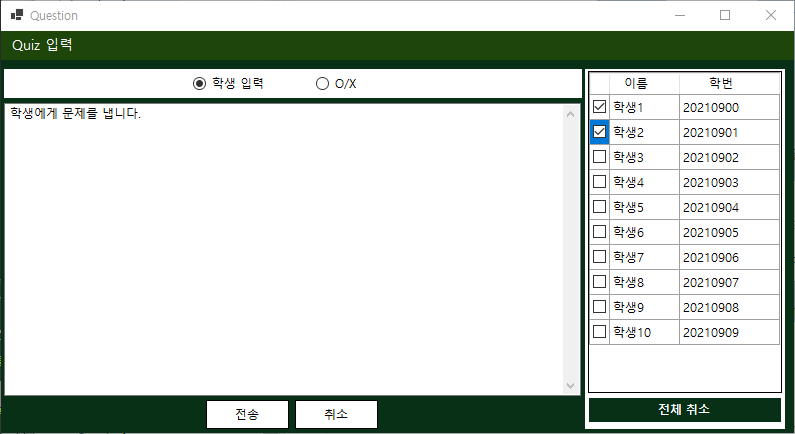 Question
Quiz 입력
학생 입력 O/X
학생에게 문제를 냅니다.
이름 학번
학생1 20210900
학생2 20210901
학생3 20210902
학생4 20210903
학생5 20210904
학생6 20210905
학생7 20210906
학생8 20210907
학생9 20210908
학생10 20210909
전송 취소
전체 취소